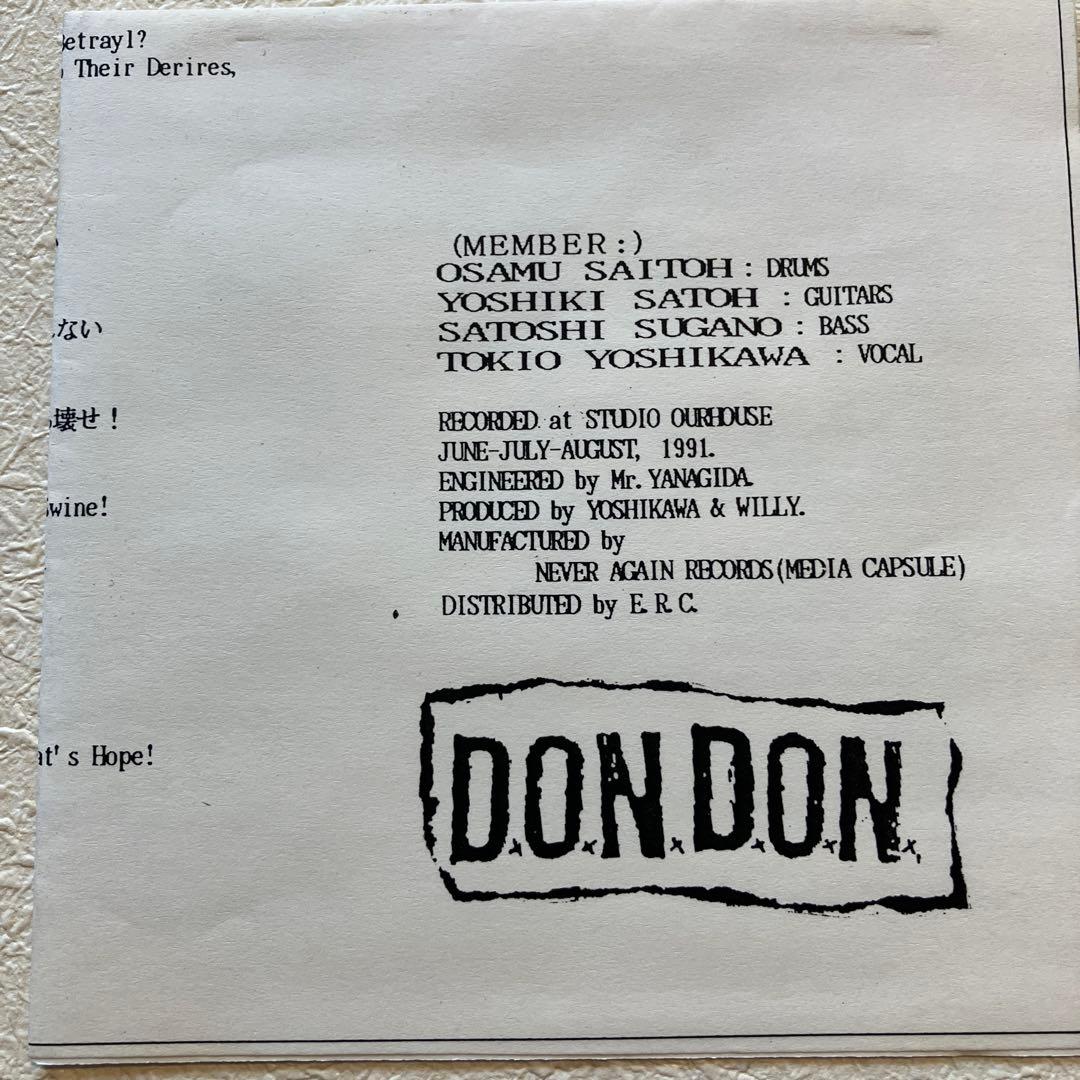 Betrayl?
Their Derires,
ない
壊せ！
Swine!
at's Hope!
(MEMBER:)
OSAMU SAITOH : DRUMS
YOSHIKI SATOH : GUITARS
SATOSHI SUGANO : BASS
TOKIO YOSHIKAWA : VOCAL
RECORDED at STUDIO OURHOUSE
JUNE-JULY-AUGUST, 1991.
ENGINEERED by Mr. YANAGIDA.
PRODUCED by YOSHIKAWA & WILLY.
MANUFACTURED by
NEVER AGAIN RECORDS(MEDIA CAPSULE)
DISTRIBUTED by E.R.C.
D.O.N.D.O.N.